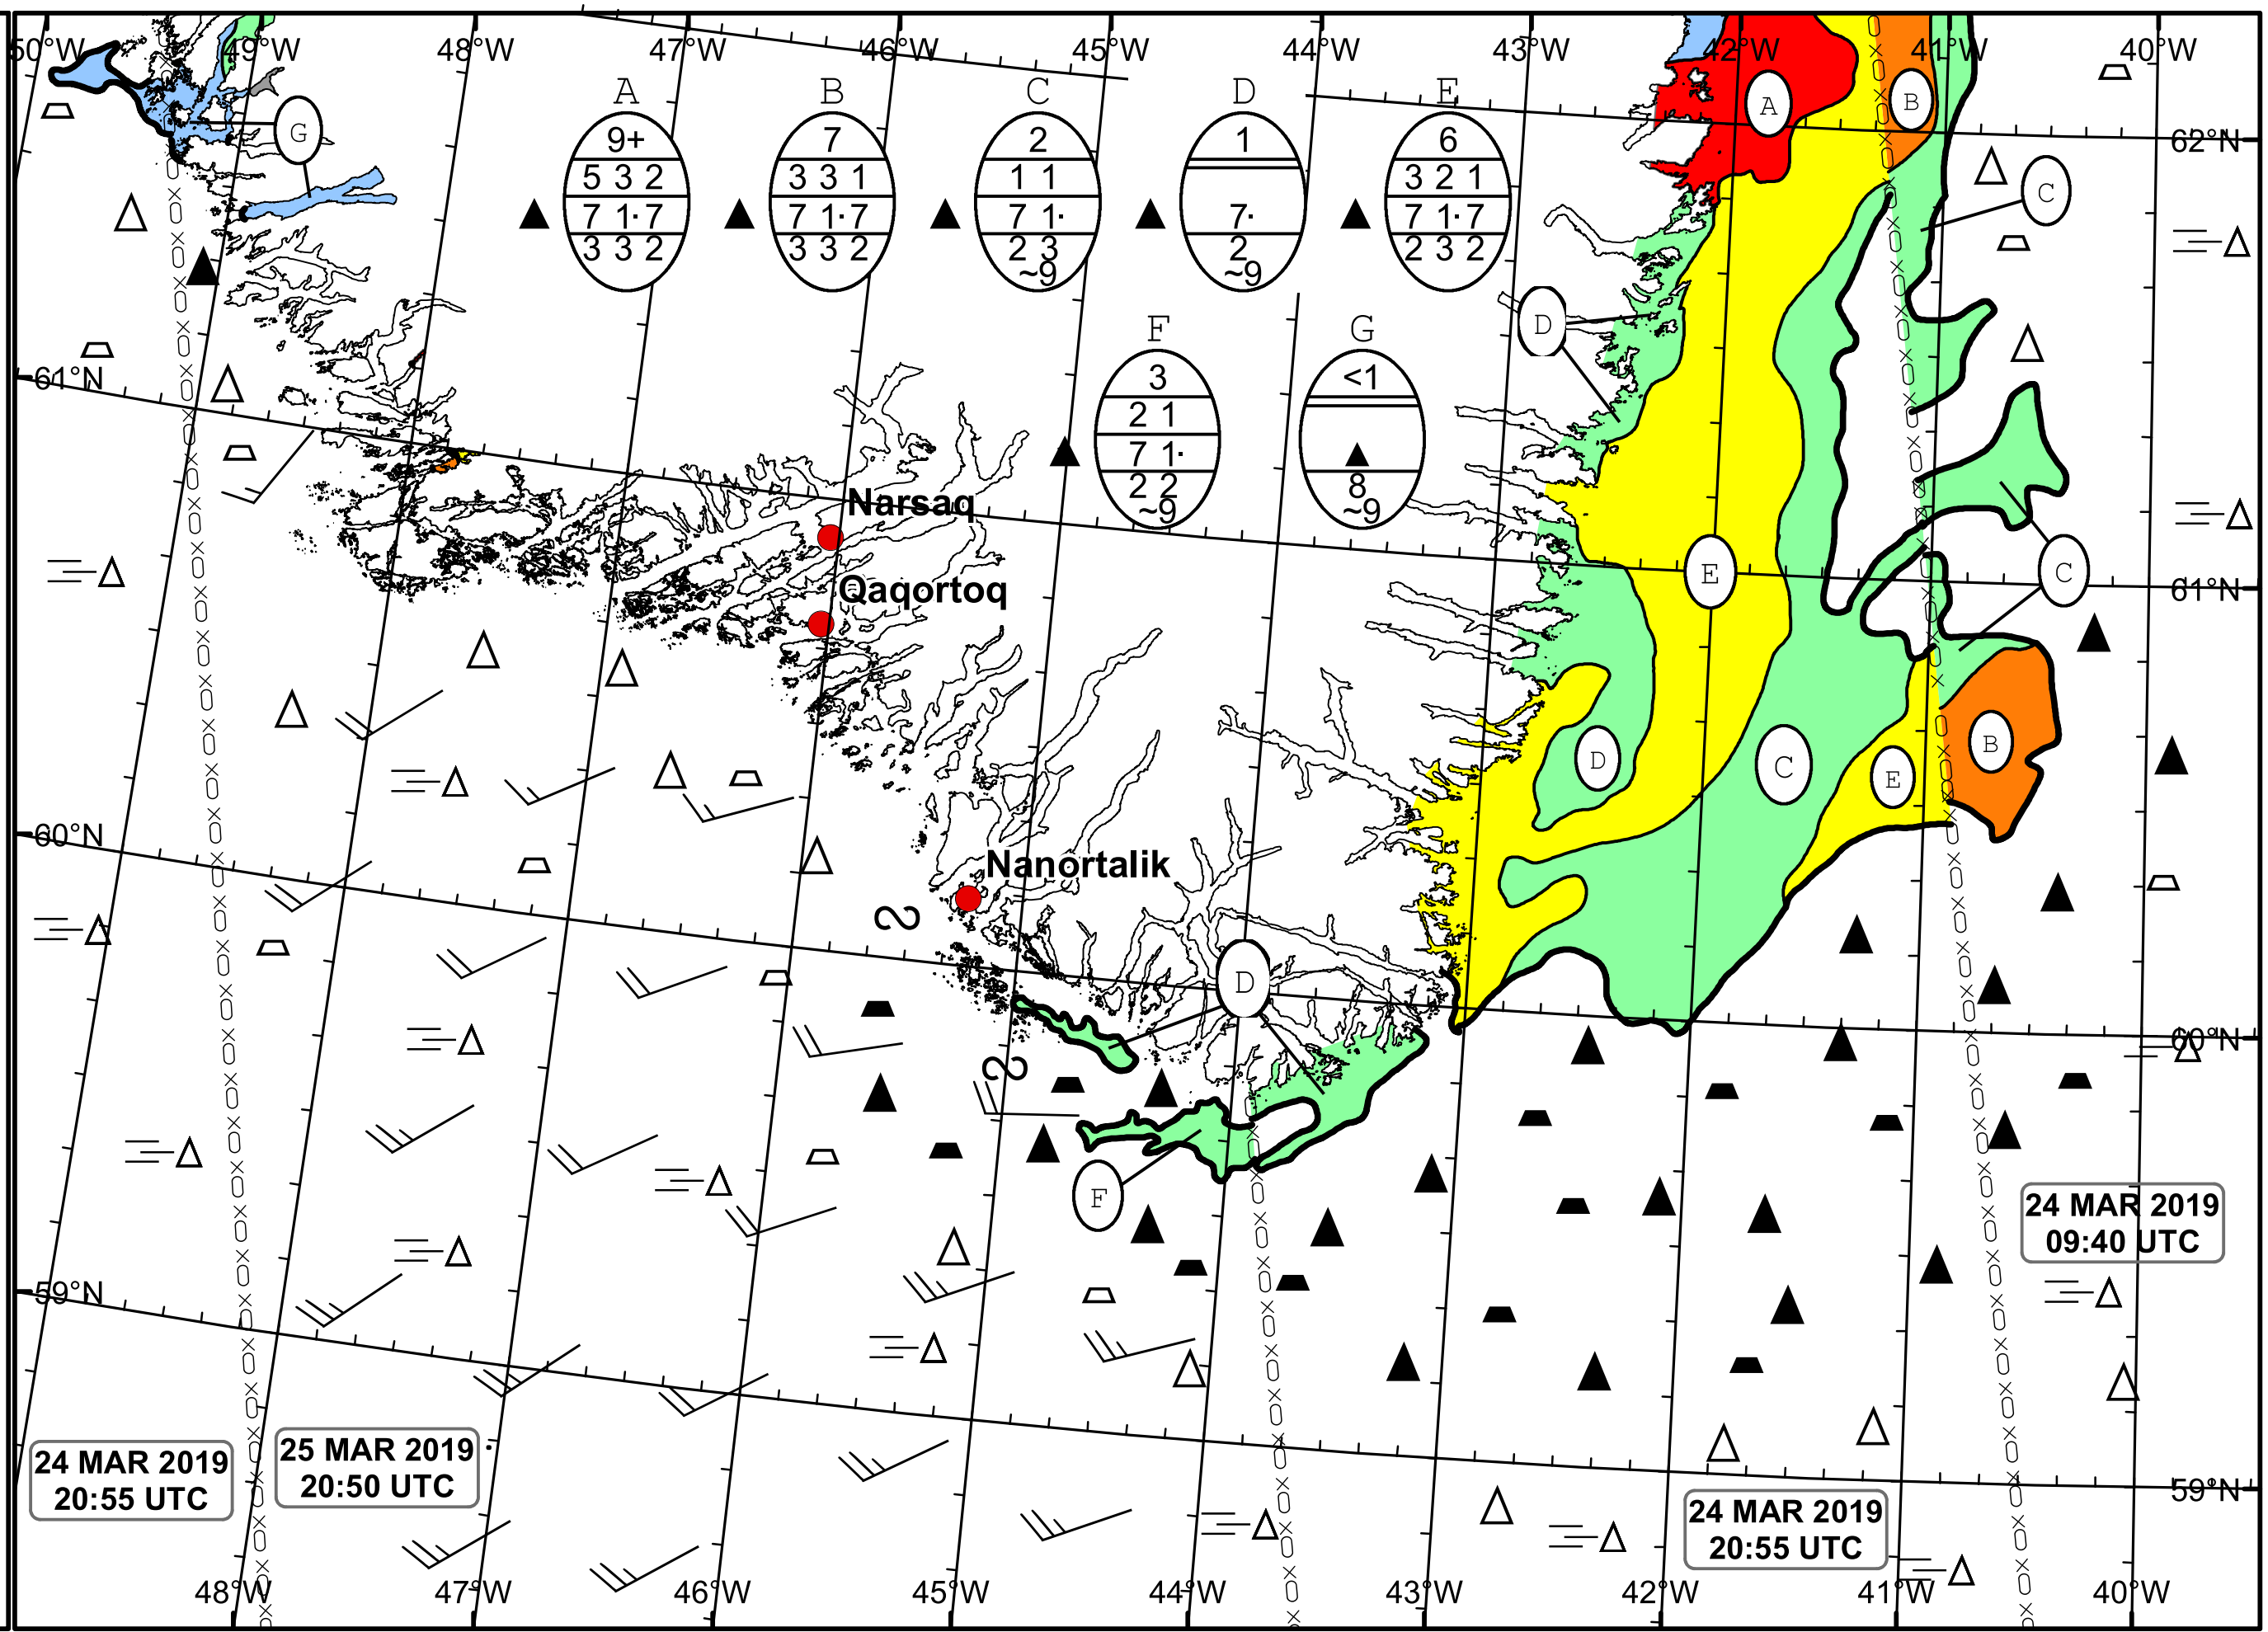 50°W 49°W 48°W 47°W 46°W 45°W 44°W 43°W 42°W 41°W 40°W
A B C D E
9+ 7 2 1 6
5 3 2 3 3 1 1 1 3 2 1
7 1·7 7 1·7 7 1· 7· 7 1·7
3 3 2 3 3 2 2 3 2 2 3 2
~9 ~9
A
B
G
62°N
C
D
F G
3 <1
2 1
7 1·
2 2 8
~9 ~9
61°N
Narsaq
Qaqortoq
E
C
61°N
D
C
E
B
60°N
Nanortalik
D
60°N
F
24 MAR 2019
09:40 UTC
59°N
24 MAR 2019
20:55 UTC
25 MAR 2019
20:50 UTC
24 MAR 2019
20:55 UTC
59°N
48°W 47°W 46°W 45°W 44°W 43°W 42°W 41°W 40°W